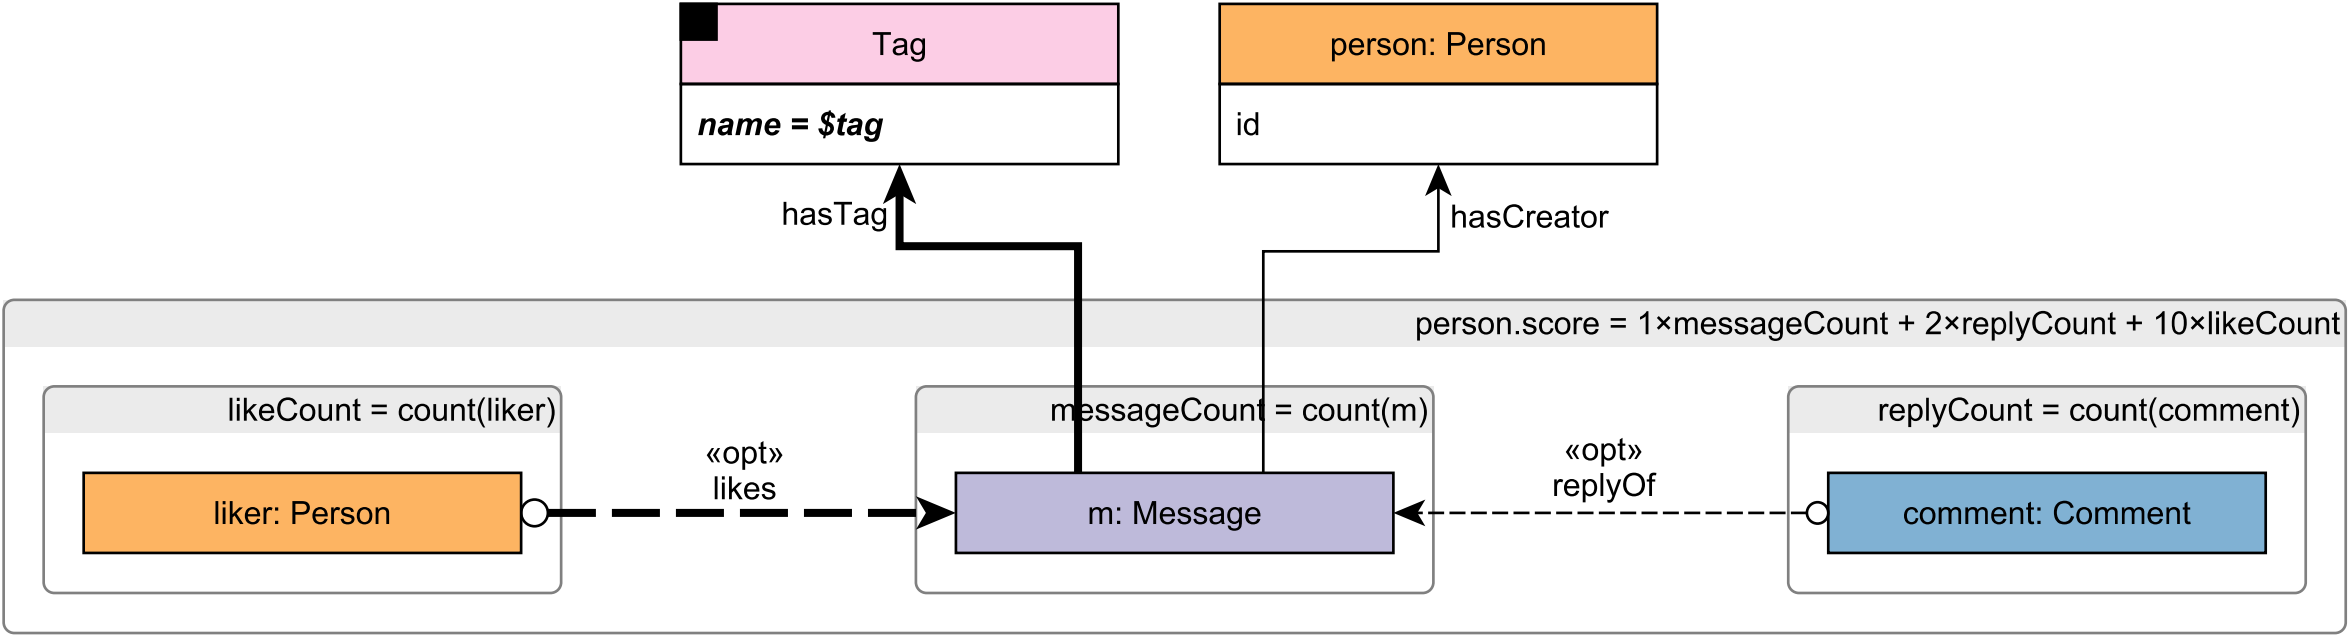 Tag
name = $tag
person: Person
id
hasTag
hasCreator
person.score = 1×messageCount + 2×replyCount + 10×likeCount
likeCount = count(liker)
liker: Person
«opt»
likes
messageCount = count(m)
m: Message
«opt»
replyOf
replyCount = count(comment)
comment: Comment